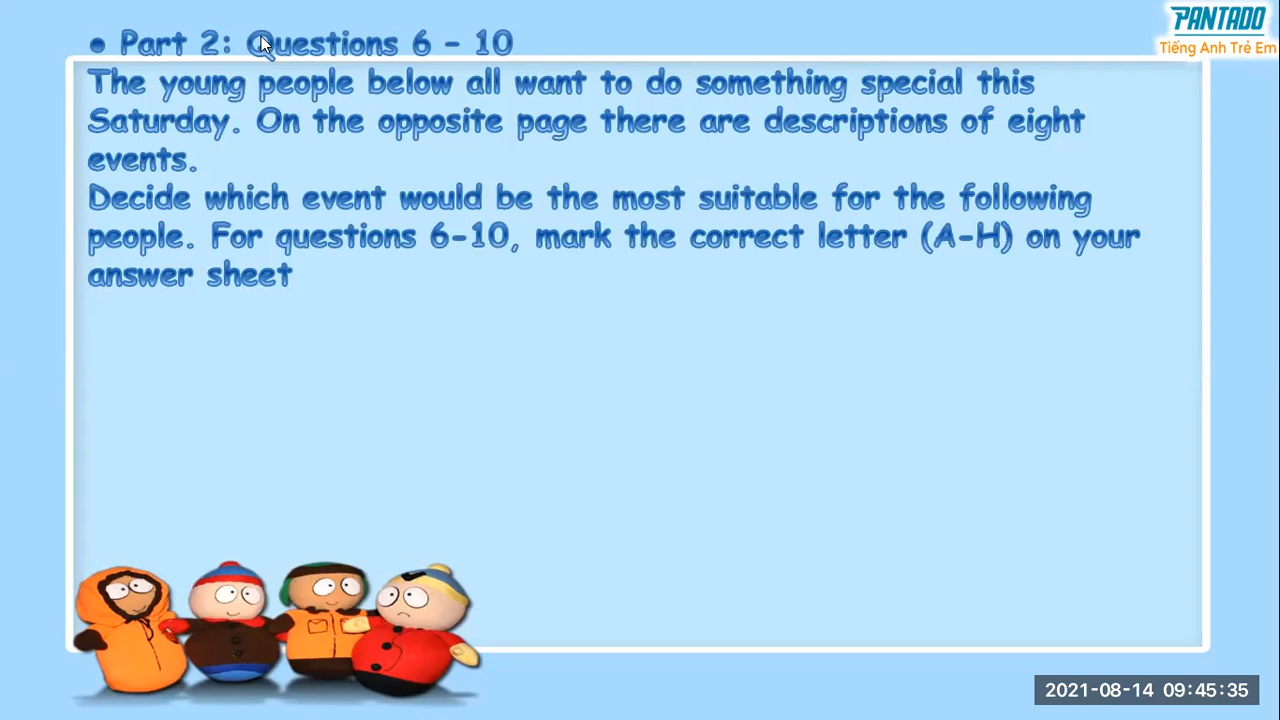 PANTADO
Tiếng Anh Trẻ Em
• Part 2: Questions 6 - 10
The young people below all want to do something special this
Saturday. On the opposite page there are descriptions of eight
events.
Decide which event would be the most suitable for the following
people. For questions 6-10, mark the correct letter (A-H) on your
answer sheet
2021-08-14 09:45:35